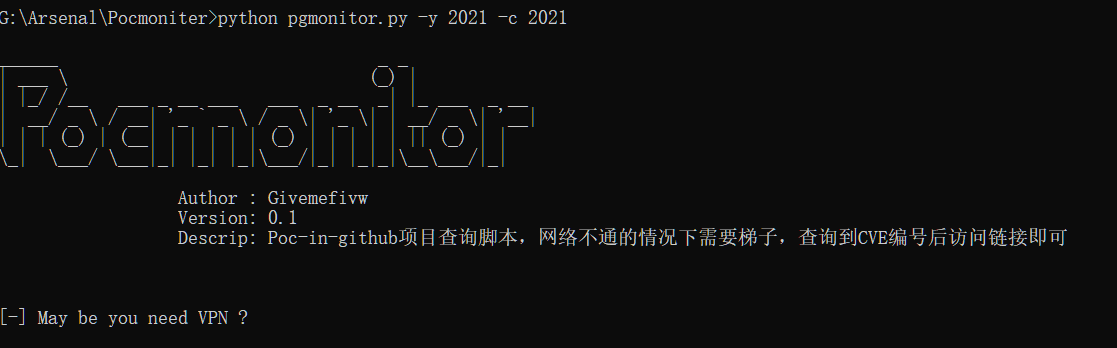 G:\Arsenal\Pocmoniter>python pgmonitor.py -y 2021 -c 2021
Pocmonitor
Author : Givemefivw
Version: 0.1
Descrip: Poc-in-github项目查询脚本，网络不通的情况下需要梯子，查询到CVE编号后访问链接即可
[-] May be you need VPN ?